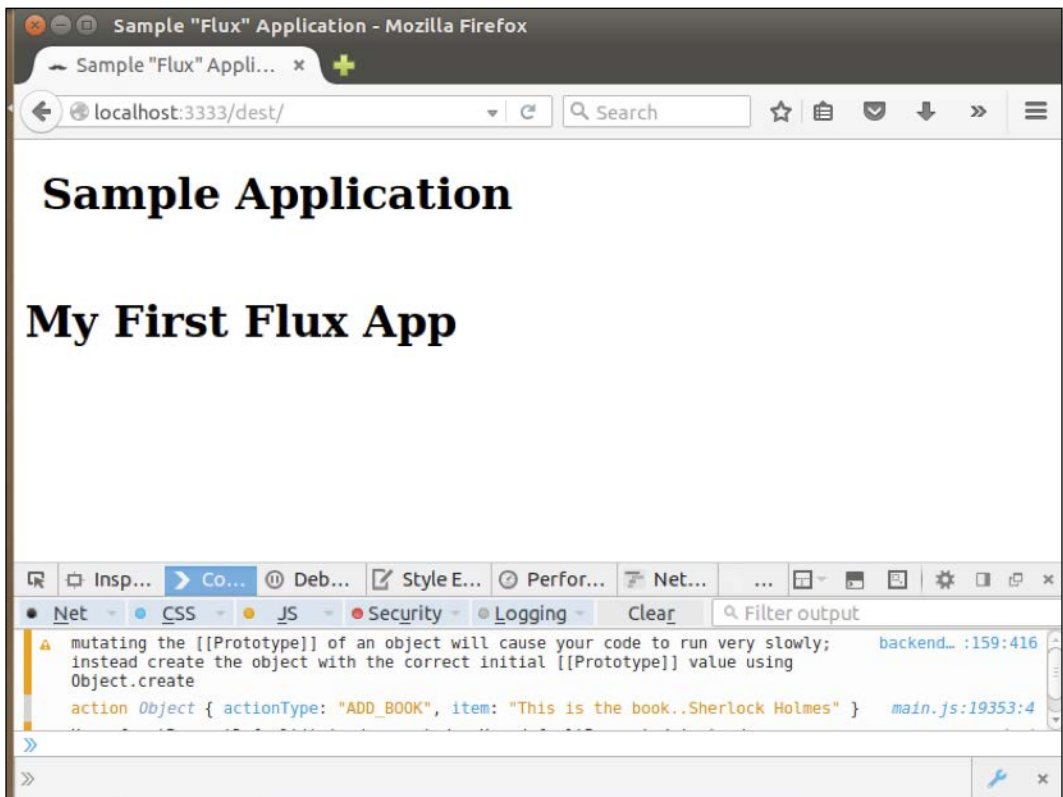 Sample "Flux" Application - Mozilla Firefox
Sample "Flux" Appli...
localhost:3333/dest/
Search
Sample Application
My First Flux App
Insp... Co... Deb... Style E... Perfor... Net... ...
Net CSS JS Security Logging Clear Filter output
mutating the [[Prototype]] of an object will cause your code to run very slowly; backend… :159:416
instead create the object with the correct initial [[Prototype]] value using
Object.create
action Object { actionType: "ADD_BOOK", item: "This is the book..Sherlock Holmes" } main.js:19353:4